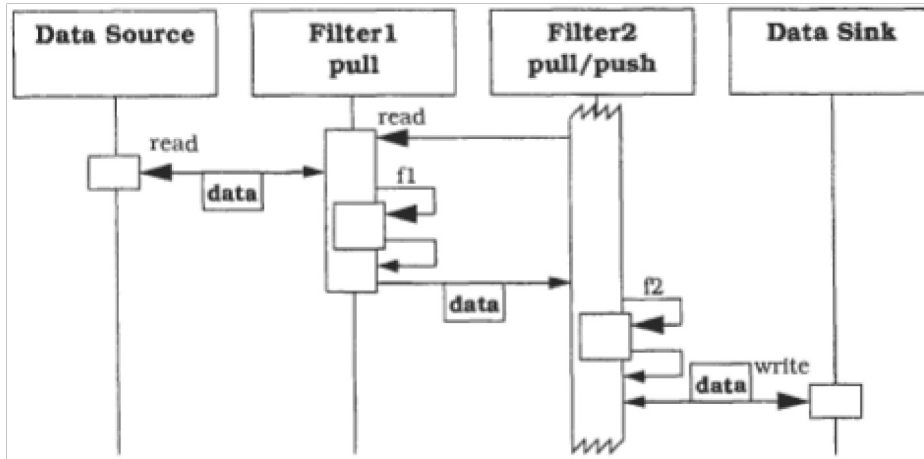 Data Source
Filter1
pull
Filter2
pull/push
Data Sink
read
read
data
f1
data
f2
write
data